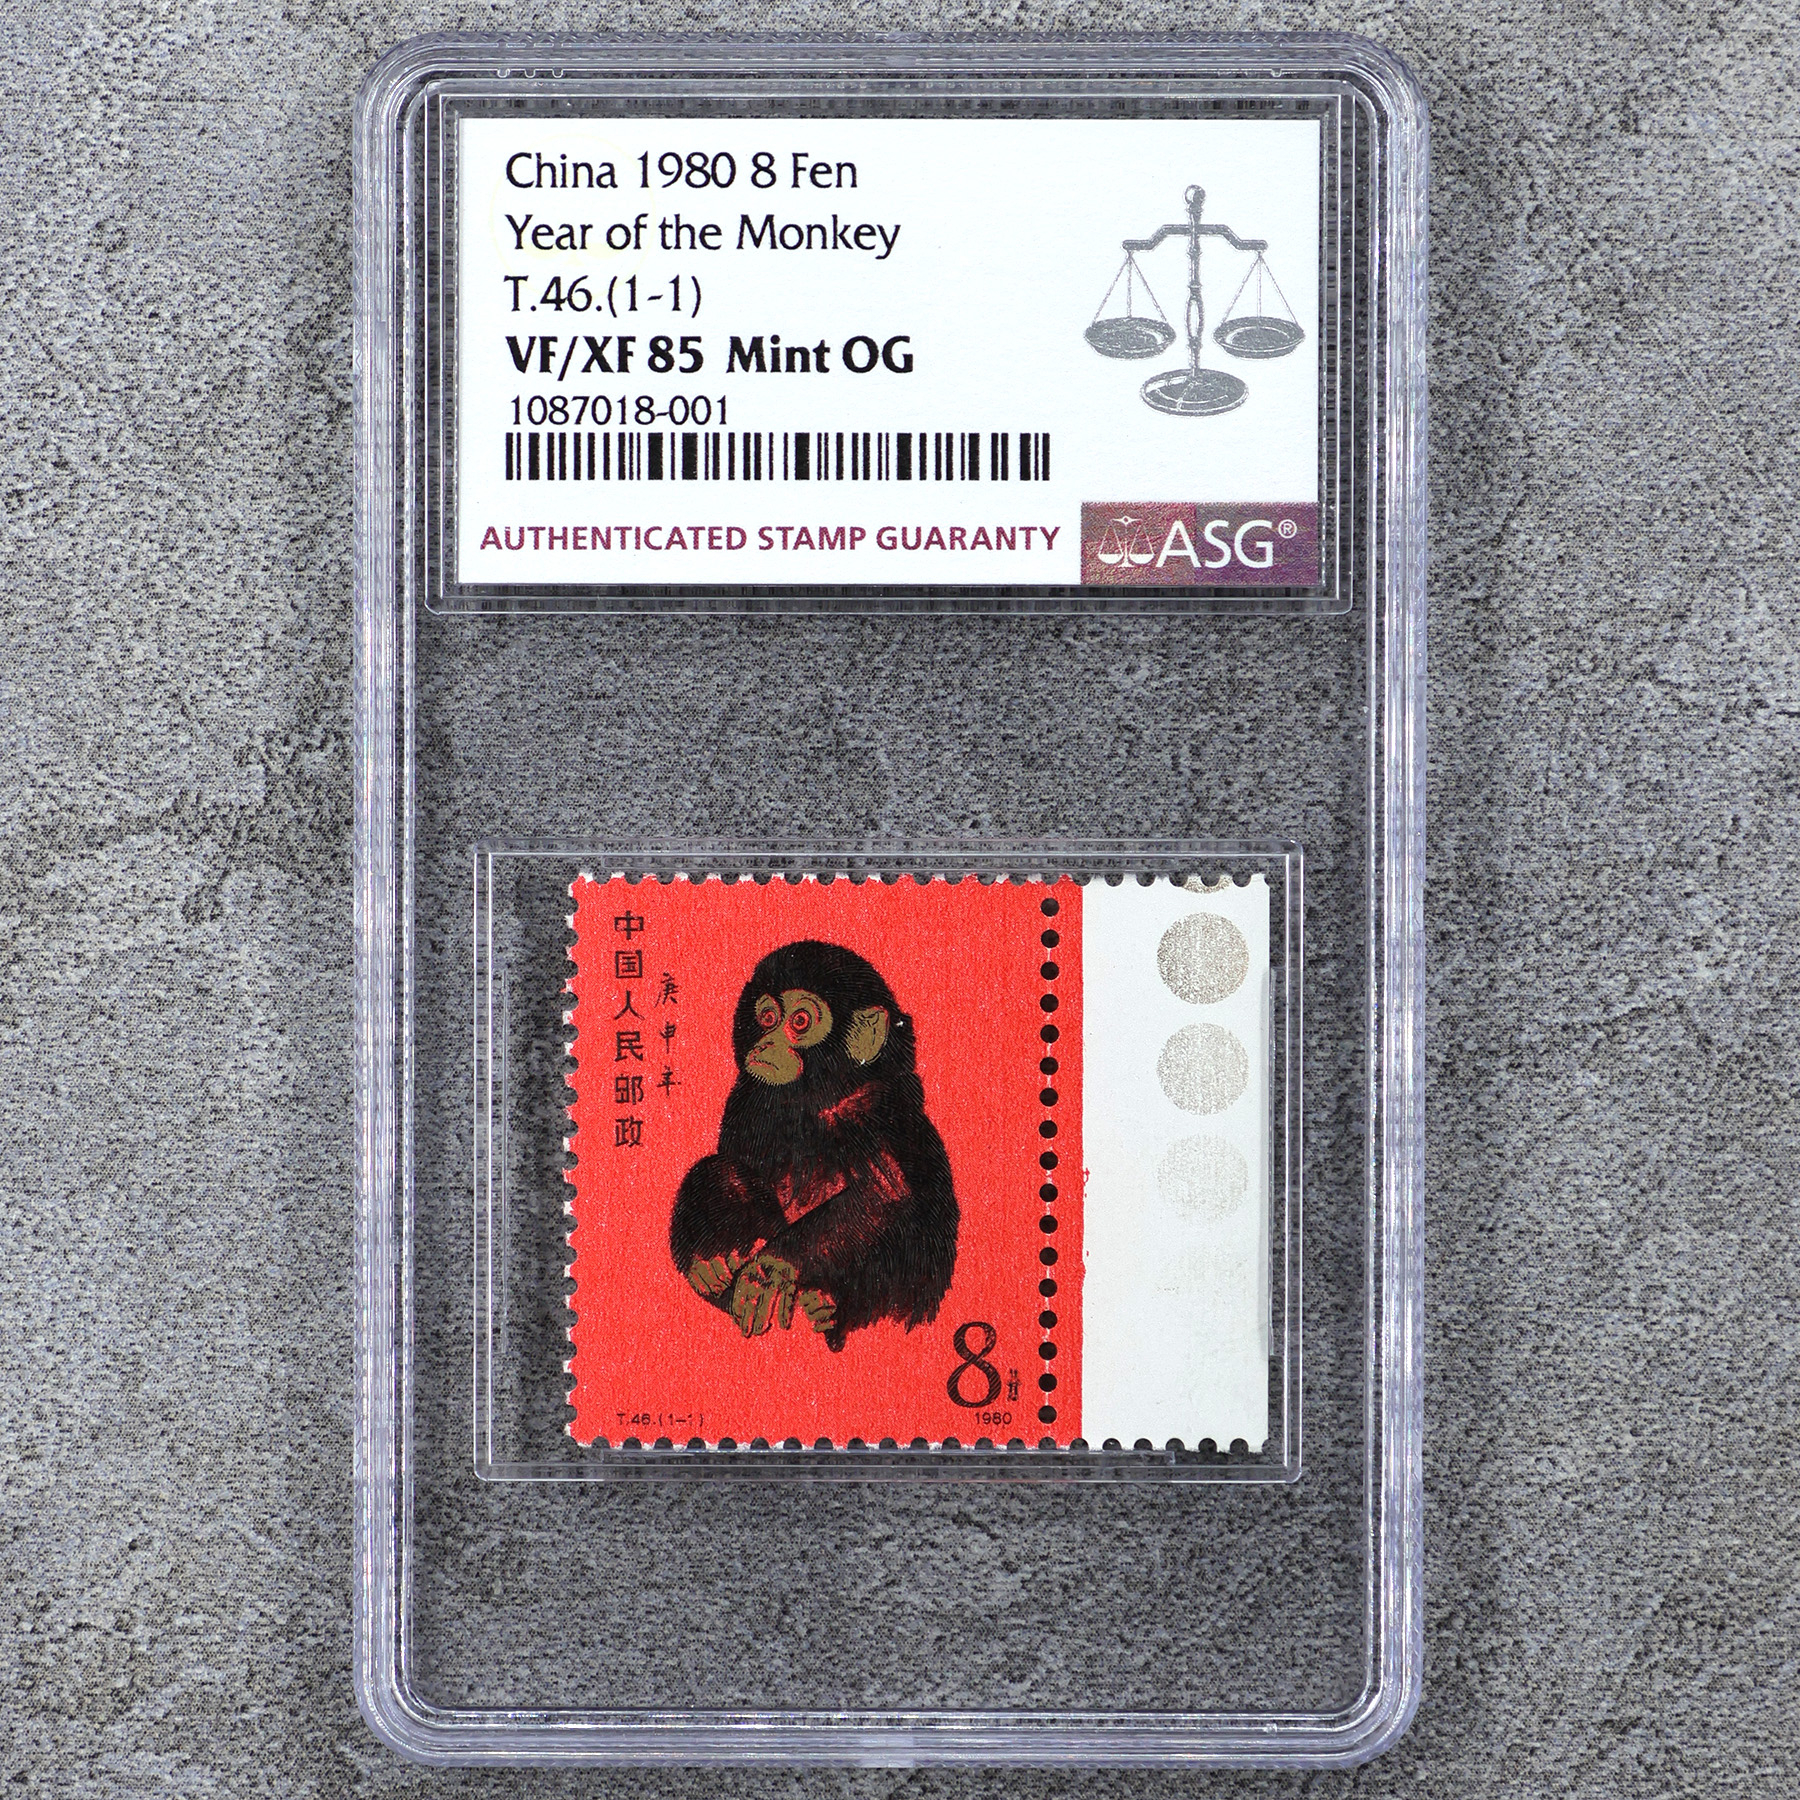 China 1980 8 Fen
Year of the Monkey
T.46.(1-1)
VF/XF 85 Mint OG
1087018-001
AUTHENTICATED STAMP GUARANTY
ASG®
中国人民邮政
庚申年
8分
T.46.(1-1)
1980